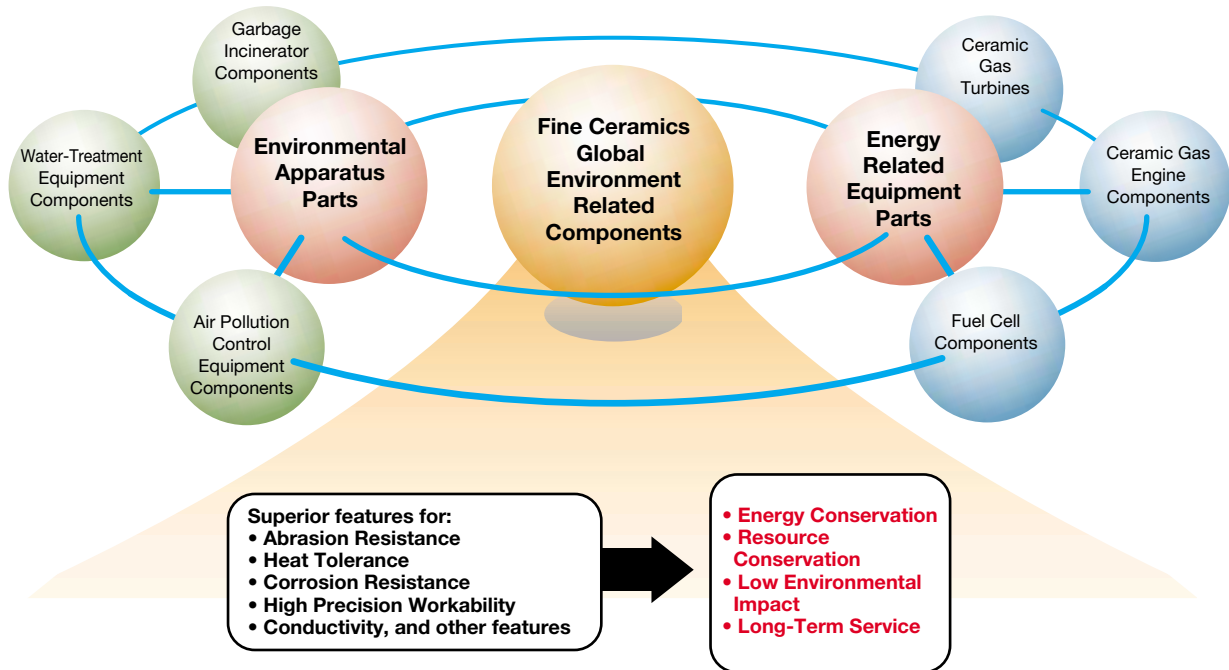 Garbage
Incinerator
Components
Water-Treatment
Equipment
Components
Environmental
Apparatus
Parts
Air Pollution
Control
Equipment
Components
Fine Ceramics
Global
Environment
Related
Components
Energy
Related
Equipment
Parts
Ceramic
Gas
Turbines
Ceramic Gas
Engine
Components
Fuel Cell
Components
Superior features for:
• Abrasion Resistance
• Heat Tolerance
• Corrosion Resistance
• High Precision Workability
• Conductivity, and other features
• Energy Conservation
• Resource
Conservation
• Low Environmental
Impact
• Long-Term Service